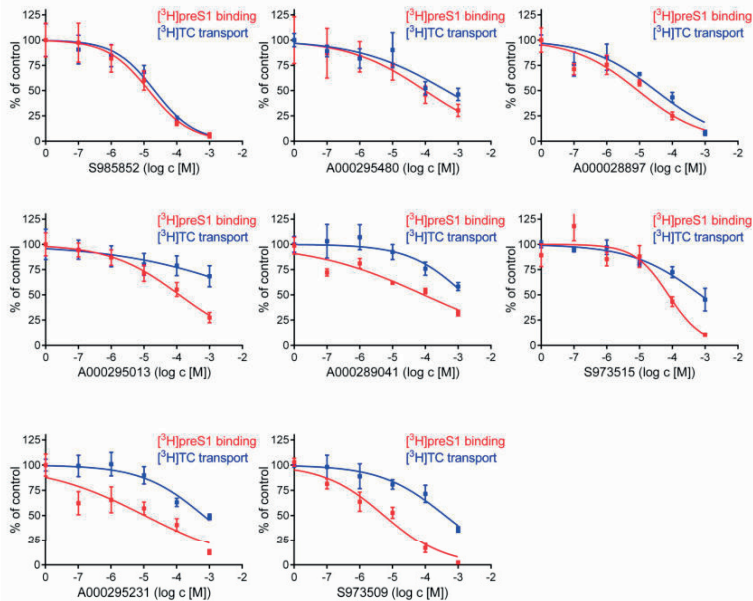 125
100
75
50
25
0
% of control
[³H]preS1 binding
[³H]TC transport
0 -7 -6 -5 -4 -3 -2
S985852 (log c [M])
125
100
75
50
25
0
% of control
[³H]preS1 binding
[³H]TC transport
0 -7 -6 -5 -4 -3 -2
A000295480 (log c [M])
125
100
75
50
25
0
% of control
[³H]preS1 binding
[³H]TC transport
0 -7 -6 -5 -4 -3 -2
A000028897 (log c [M])
125
100
75
50
25
0
% of control
[³H]preS1 binding
[³H]TC transport
0 -7 -6 -5 -4 -3 -2
A000295013 (log c [M])
125
100
75
50
25
0
% of control
[³H]preS1 binding
[³H]TC transport
0 -7 -6 -5 -4 -3 -2
A000289041 (log c [M])
125
100
75
50
25
0
% of control
[³H]preS1 binding
[³H]TC transport
0 -7 -6 -5 -4 -3 -2
S973515 (log c [M])
125
100
75
50
25
0
% of control
[³H]preS1 binding
[³H]TC transport
0 -7 -6 -5 -4 -3 -2
A000295231 (log c [M])
125
100
75
50
25
0
% of control
[³H]preS1 binding
[³H]TC transport
0 -7 -6 -5 -4 -3 -2
S973509 (log c [M])